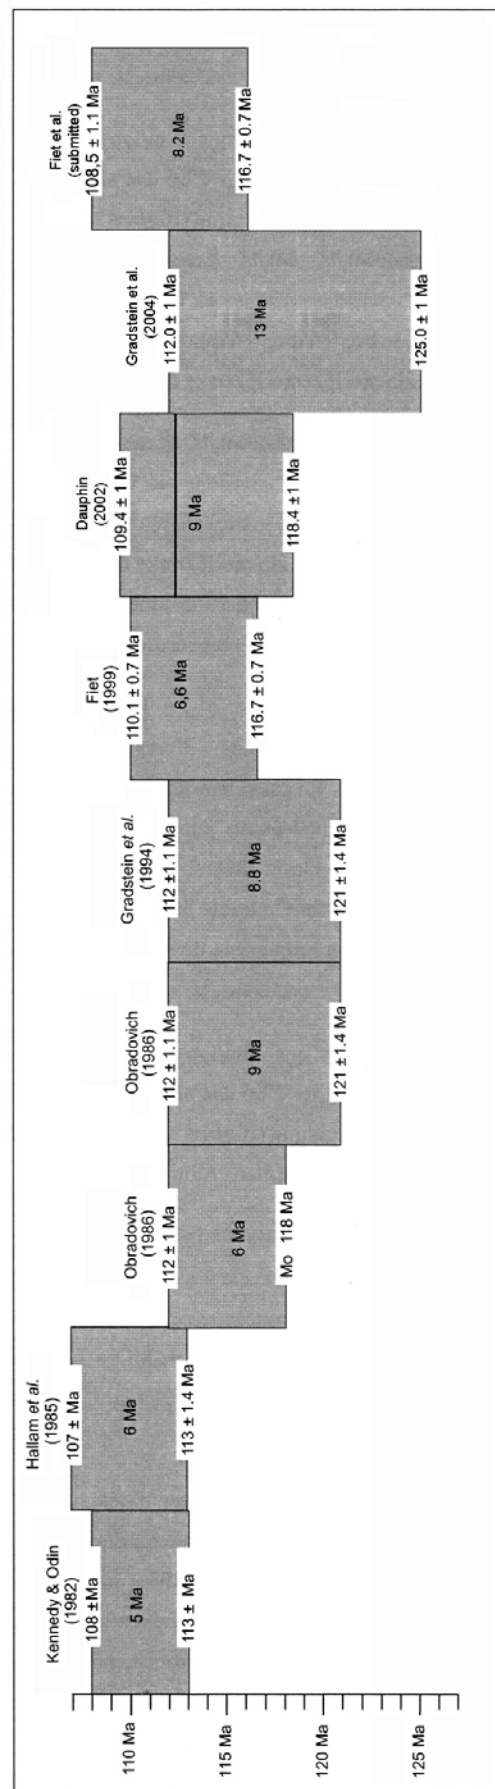 Kennedy & Odin
(1982)
108 ±Ma
5 Ma
113± Ma
Hallam et al.
(1985)
107 ± Ma
6 Ma
113 ± 1.4 Ma
Obradovich
(1986)
112 ± 1 Ma
6 Ma
Mo 118 Ma
Obradovich
(1986)
112 ± 1.1 Ma
9 Ma
121 ±1.4 Ma
Gradstein et al.
(1994)
112 ±1.1 Ma
8.8 Ma
121 ±1.4 Ma
Fiet
(1999)
110.1 ± 0.7 Ma
6,6 Ma
116.7 ± 0.7 Ma
Dauphin
(2002)
109.4 ± 1 Ma
9 Ma
118.4 ± 1 Ma
Gradstein et al.
(2004)
112.0 ± 1 Ma
13 Ma
125.0 ± 1 Ma
Fiet et al.
(submitted)
108,5 ± 1.1 Ma
8.2 Ma
116.7 ± 0.7 Ma
110 Ma
115 Ma
120 Ma
125 Ma